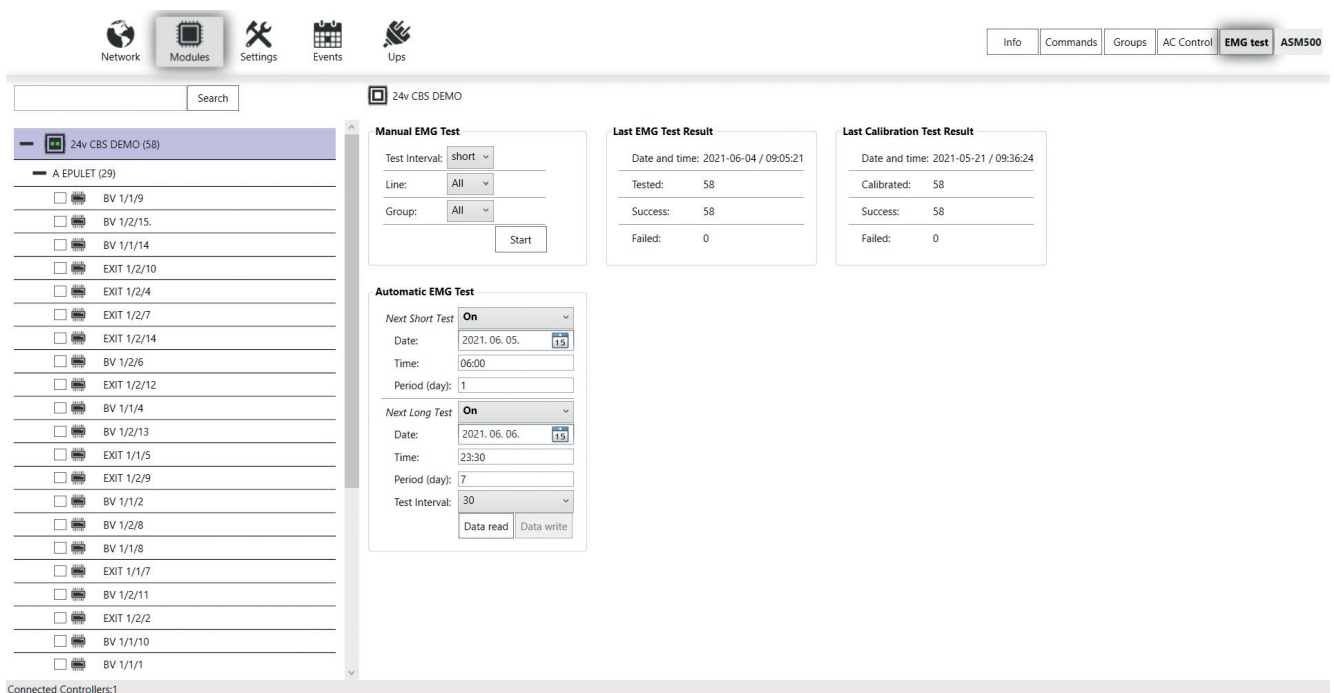 Network Modules Settings Events Ups
Info Commands Groups AC Control EMG test ASM500
Search
24v CBS DEMO (58)
A EPULET (29)
BV 1/1/9
BV 1/2/15.
BV 1/1/14
EXIT 1/2/10
EXIT 1/2/4
EXIT 1/2/7
EXIT 1/2/14
BV 1/2/6
EXIT 1/2/12
BV 1/1/4
BV 1/2/13
EXIT 1/1/5
EXIT 1/2/9
BV 1/1/2
BV 1/2/8
BV 1/1/8
EXIT 1/1/7
BV 1/2/11
EXIT 1/2/2
BV 1/1/10
BV 1/1/1
24v CBS DEMO
Manual EMG Test
Test Interval: short
Line: All
Group: All
Start
Last EMG Test Result
Date and time: 2021-06-04 / 09:05:21
Tested: 58
Success: 58
Failed: 0
Last Calibration Test Result
Date and time: 2021-05-21 / 09:36:24
Calibrated: 58
Success: 58
Failed: 0
Automatic EMG Test
Next Short Test On
Date: 2021. 06. 05. 15
Time: 06:00
Period (day): 1
Next Long Test On
Date: 2021. 06. 06. 15
Time: 23:30
Period (day): 7
Test Interval: 30
Data read Data write
Connected Controllers:1